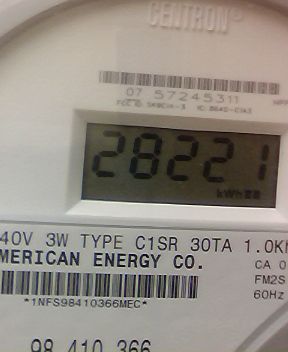 CENTRON®
07 57245311
28221
kWh
40V 3W TYPE C1SR 30TA 1.0K
MERICAN ENERGY CO.
CA 0
FM2S
60Hz
*1NFS98410366MEC*
98 410 366